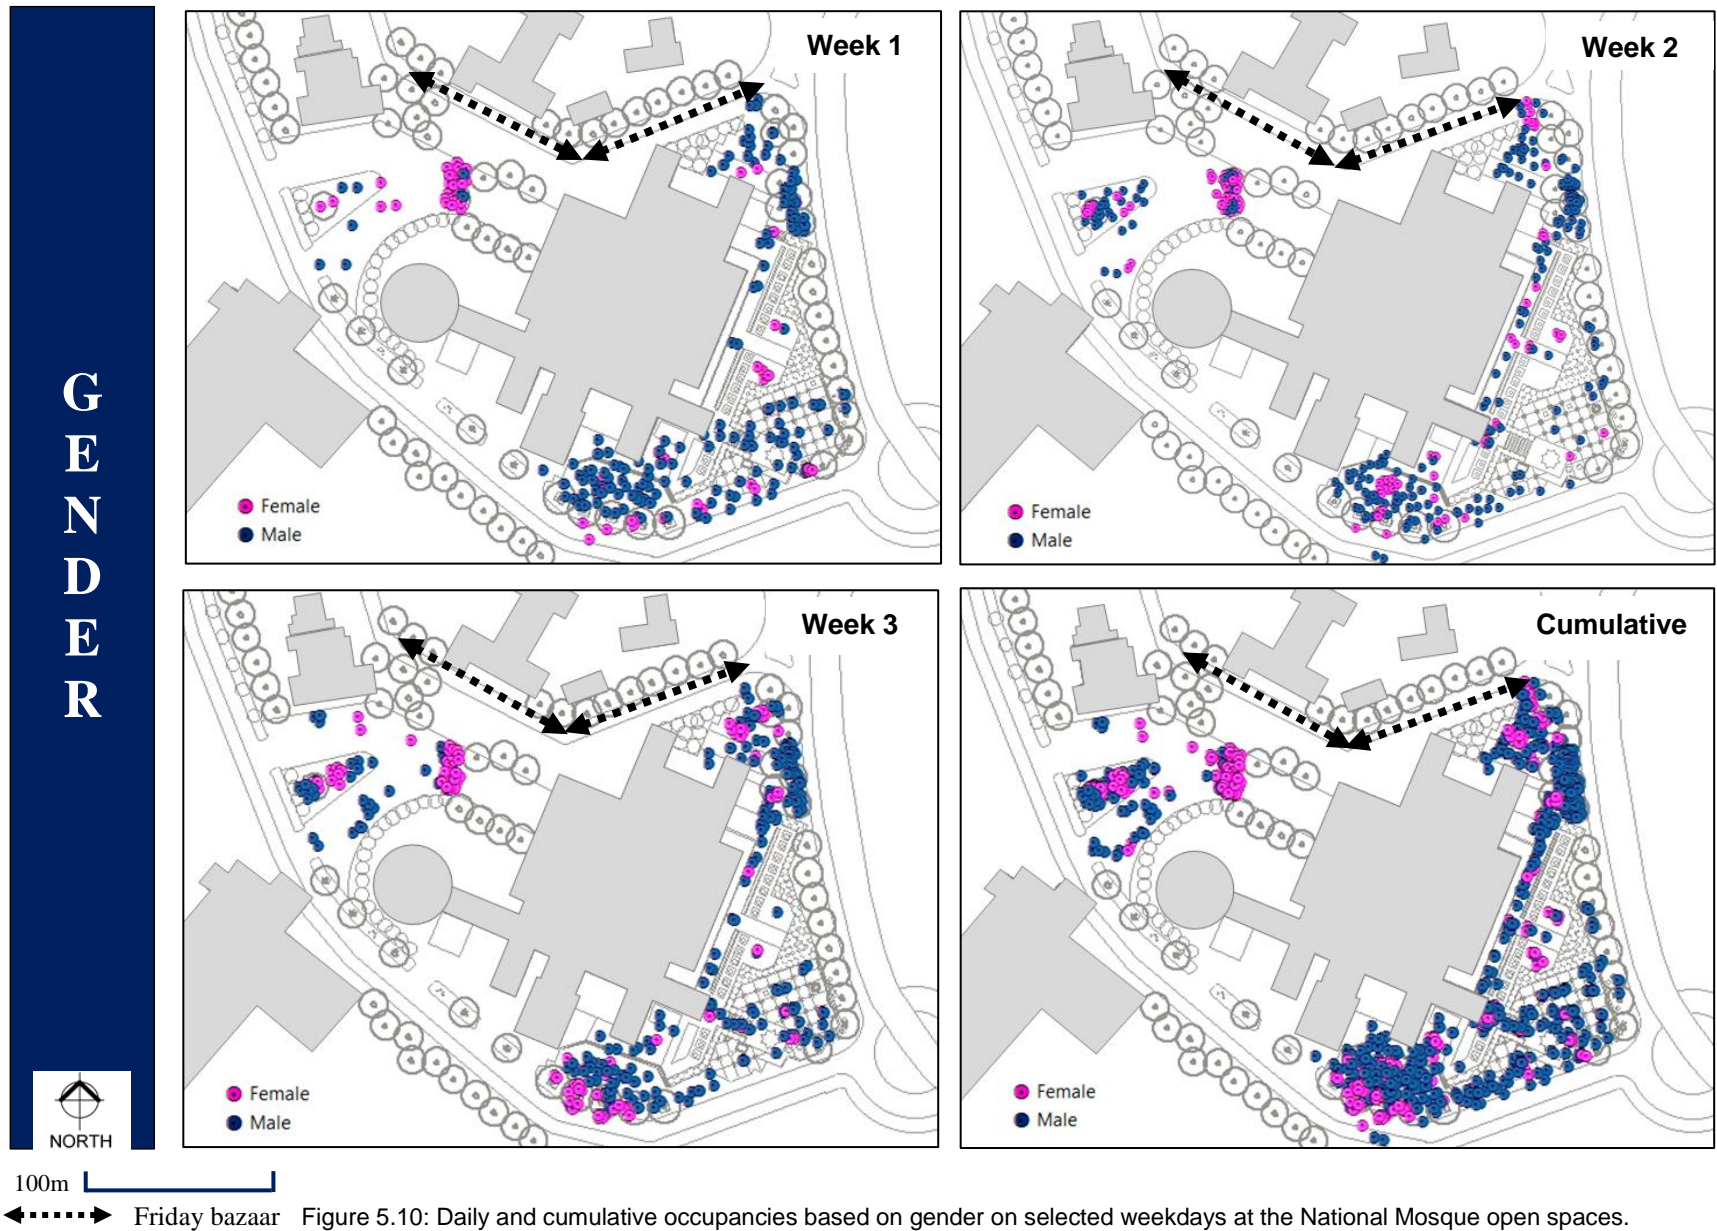 GENDER
NORTH
Week 1
Female
Male
Week 2
Female
Male
Week 3
Female
Male
Cumulative
Female
Male
100m
Friday bazaar
Figure 5.10: Daily and cumulative occupancies based on gender on selected weekdays at the National Mosque open spaces.